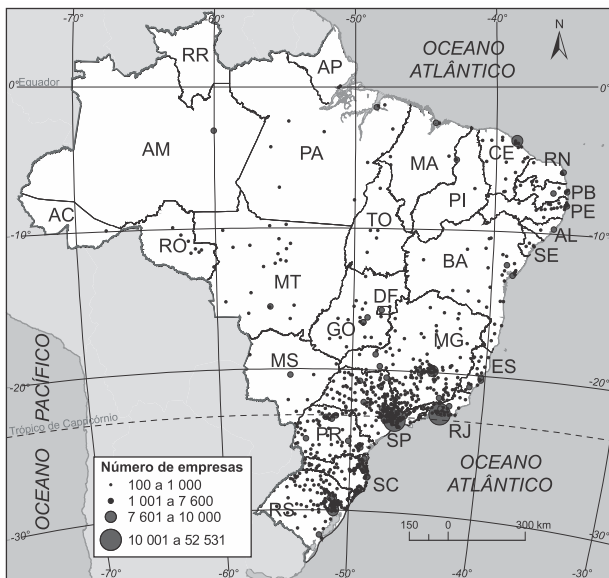 -70° -60° -50° -40°
N
OCEANO
ATLÂNTICO
RR
AP
0° Equador 0°
AM
PA
MA
CE
RN
PB
PE
PI
AC
TO
AL
-10° -10°
RO
SE
BA
MT
DF
GO
MG
MS
ES
-20° -20°
OCEANO PACÍFICO
Trópico de Capricórnio
PR
SP
RJ
OCEANO
ATLÂNTICO
SC
RS
Número de empresas
100 a 1 000
1 001 a 7 600
7 601 a 10 000
10 001 a 52 531
150 0 300 km
-30° -30°
-80° -70° -60° -50° -40° -30°